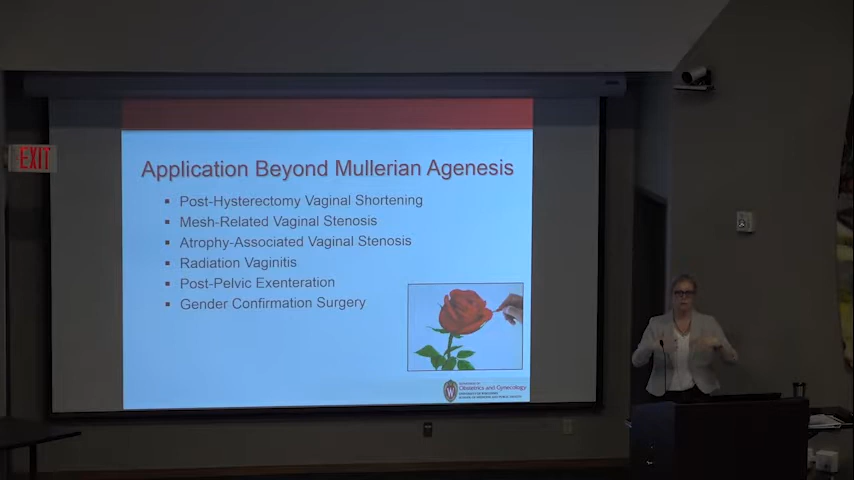 EXIT
Application Beyond Mullerian Agenesis
Post-Hysterectomy Vaginal Shortening
Mesh-Related Vaginal Stenosis
Atrophy-Associated Vaginal Stenosis
Radiation Vaginitis
Post-Pelvic Exenteration
Gender Confirmation Surgery
Obstetrics and Gynecology